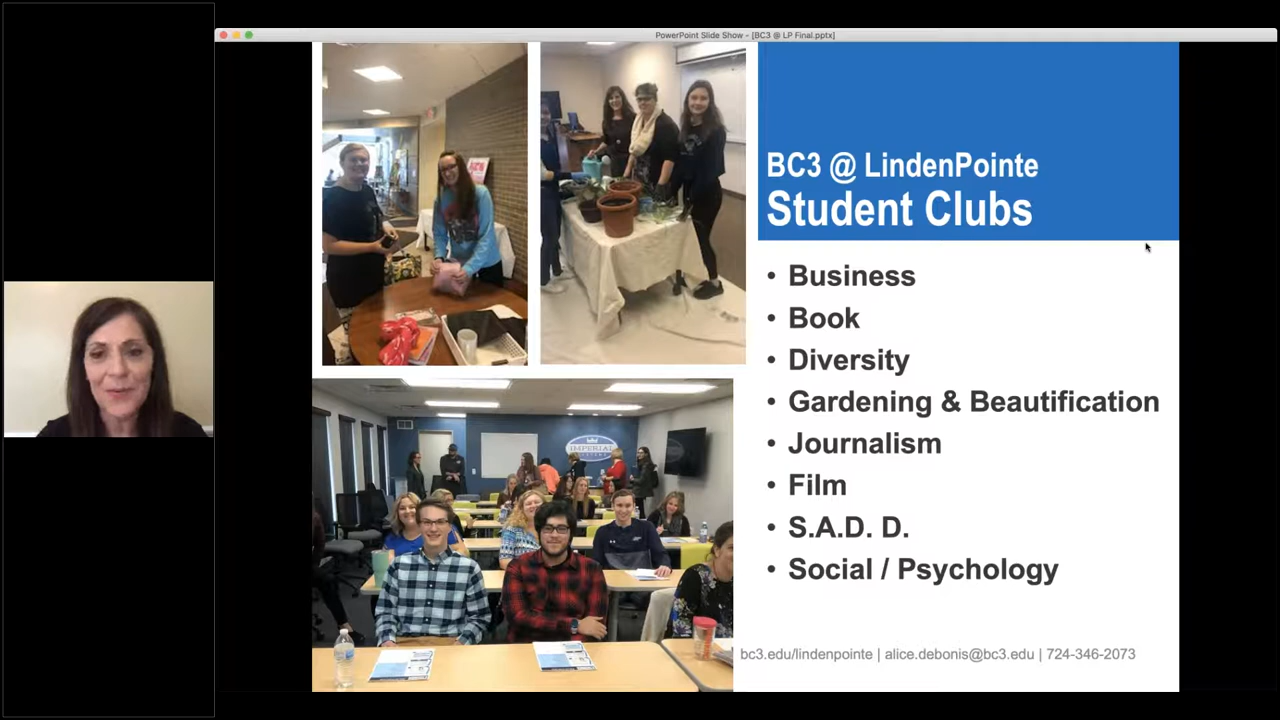 PowerPoint Slide Show - [BC3 @ LP Final.pptx]
BC3 @ LindenPointe
Student Clubs
• Business
• Book
• Diversity
• Gardening & Beautification
• Journalism
• Film
• S.A.D. D.
• Social / Psychology
IMPERIAL
bc3.edu/lindenpointe | alice.debonis@bc3.edu | 724-346-2073